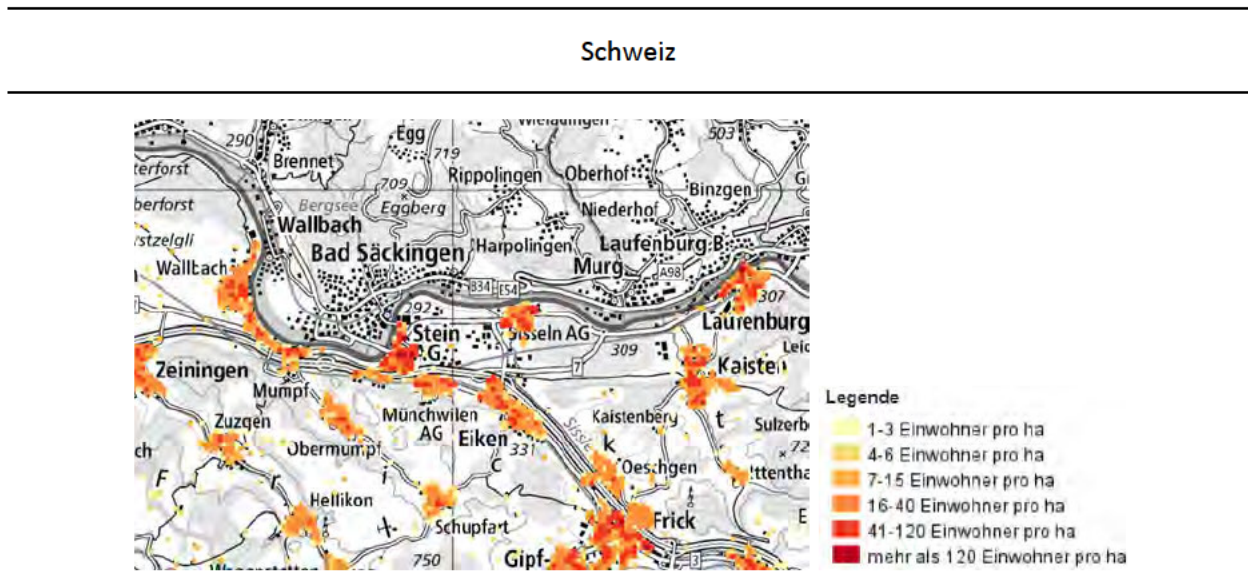 Schweiz
290
Egg
719
503
Brennet
Rippolingen
Oberhof
Binzgen
709
Bergsee
Eggberg
Niederhof
Wallbach
Bad Säckingen
Harpolingen
Laufenburg
Murg
A98
Wallbach
B34
E54
292
307
Stein
Sisseln AG
Laufenburg
309
7
Zeiningen
Kaisten
Mumpf
Münchwilen
AG
Kaistenberg
Zuzgen
Obermumpf
Eiken
331
Oeschgen
Hellikon
Schupfart
Frick
750
Gipf-
3
F
r
i
c
k
t
Legende
1-3 Einwohner pro ha
4-6 Einwohner pro ha
7-15 Einwohner pro ha
16-40 Einwohner pro ha
41-120 Einwohner pro ha
mehr als 120 Einwohner pro ha